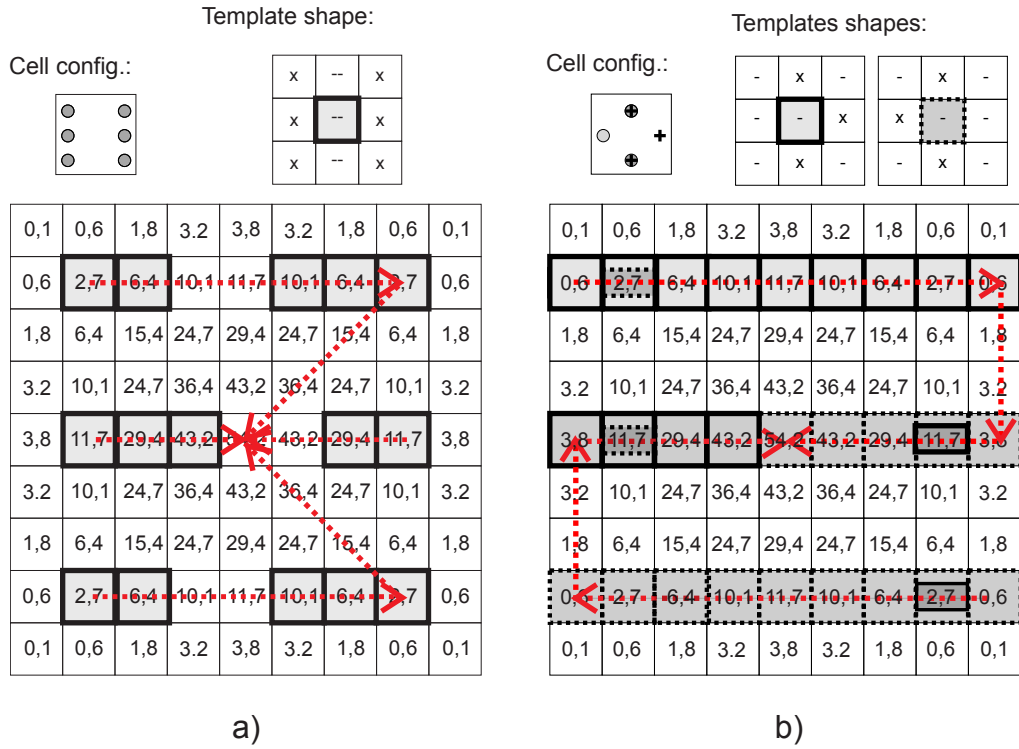 Template shape:
Cell config.:
x -- x
x -- x
x -- x
0,1 0,6 1,8 3.2 3,8 3.2 1,8 0,6 0,1
0,6 2,7 6,4 10,1 11,7 10,1 6,4 2,7 0,6
1,8 6,4 15,4 24,7 29,4 24,7 15,4 6,4 1,8
3.2 10,1 24,7 36,4 43,2 36,4 24,7 10,1 3.2
3,8 11,7 29,4 43,2 43,2 29,4 11,7 3,8
3.2 10,1 24,7 36,4 43,2 36,4 24,7 10,1 3.2
1,8 6,4 15,4 24,7 29,4 24,7 15,4 6,4 1,8
0,6 2,7 6,4 10,1 11,7 10,1 6,4 2,7 0,6
0,1 0,6 1,8 3.2 3,8 3.2 1,8 0,6 0,1
a)
Templates shapes:
Cell config.:
- x -
- - x
- x -
- x -
x - -
- x -
0,1 0,6 1,8 3.2 3,8 3.2 1,8 0,6 0,1
0,6 2,7 6,4 10,1 11,7 10,1 6,4 2,7 0,6
1,8 6,4 15,4 24,7 29,4 24,7 15,4 6,4 1,8
3.2 10,1 24,7 36,4 43,2 36,4 24,7 10,1 3.2
3,8 11,7 29,4 43,2 54,2 43,2 29,4 11,7 3,8
3.2 10,1 24,7 36,4 43,2 36,4 24,7 10,1 3.2
1,8 6,4 15,4 24,7 29,4 24,7 15,4 6,4 1,8
0,6 2,7 6,4 10,1 11,7 10,1 6,4 2,7 0,6
0,1 0,6 1,8 3.2 3,8 3.2 1,8 0,6 0,1
b)